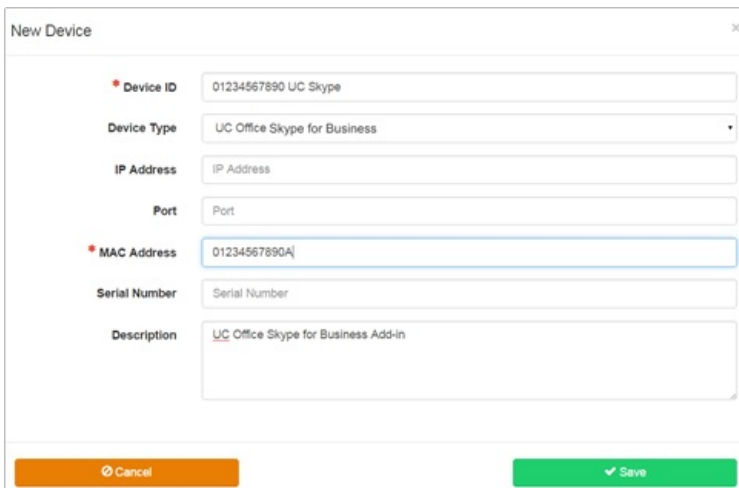 New Device
×
* Device ID 01234567890 UC Skype
Device Type UC Office Skype for Business
IP Address IP Address
Port Port
* MAC Address 01234567890A
Serial Number Serial Number
Description UC Office Skype for Business Add-in
Cancel Save